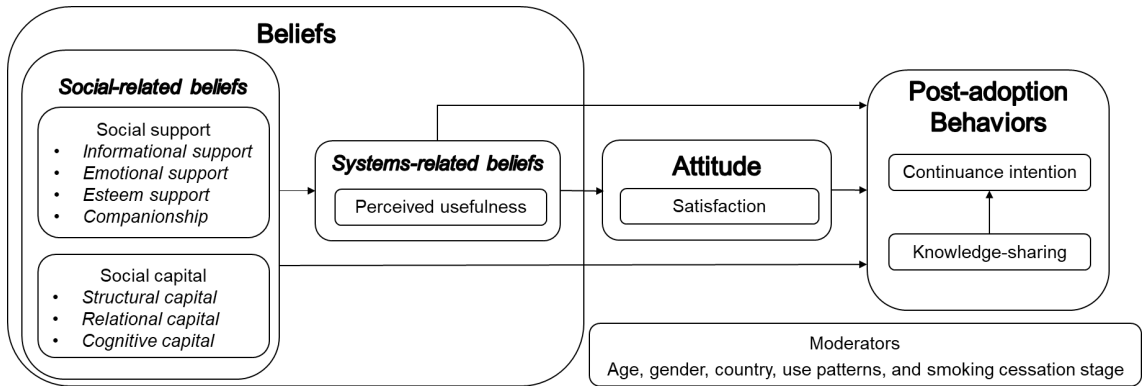 Beliefs
Social-related beliefs
Social support
• Informational support
• Emotional support
• Esteem support
• Companionship
Social capital
• Structural capital
• Relational capital
• Cognitive capital
Systems-related beliefs
Perceived usefulness
Attitude
Satisfaction
Post-adoption
Behaviors
Continuance intention
Knowledge-sharing
Moderators
Age, gender, country, use patterns, and smoking cessation stage